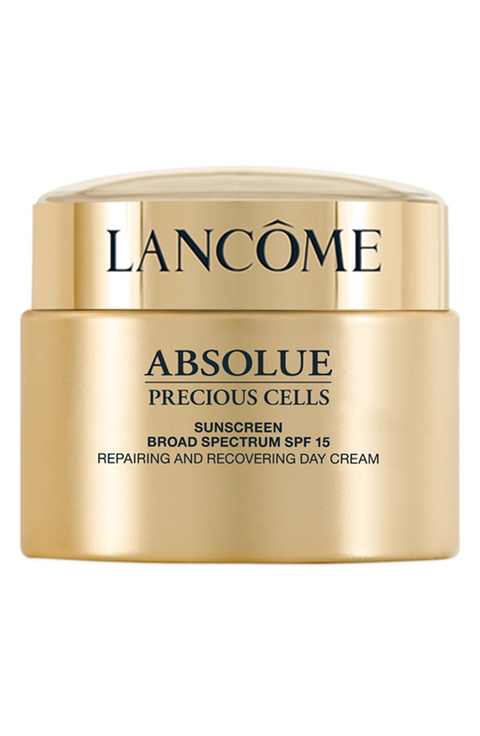 LANCÔME
ABSOLUE
PRECIOUS CELLS
SUNSCREEN
BROAD SPECTRUM SPF 15
REPAIRING AND RECOVERING DAY CREAM